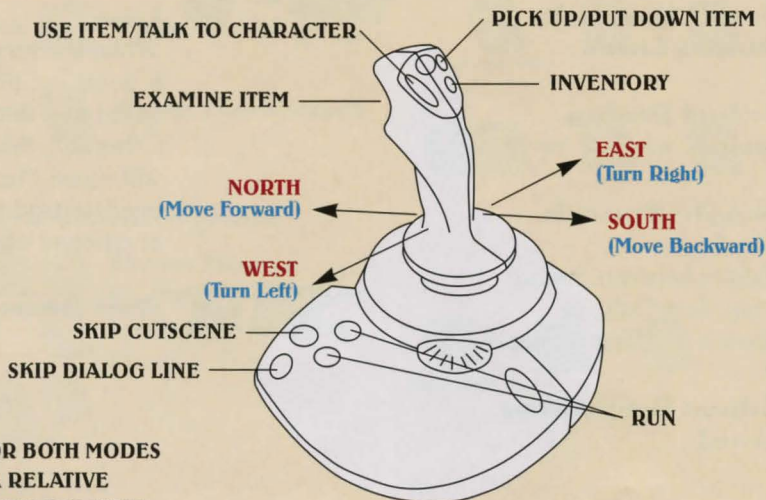 PICK UP/PUT DOWN ITEM
USE ITEM/TALK TO CHARACTER
INVENTORY
EXAMINE ITEM
EAST
(Turn Right)
NORTH
(Move Forward)
SOUTH
(Move Backward)
WEST
(Turn Left)
SKIP CUTSCENE
SKIP DIALOG LINE
RUN
OR BOTH MODES
RELATIVE